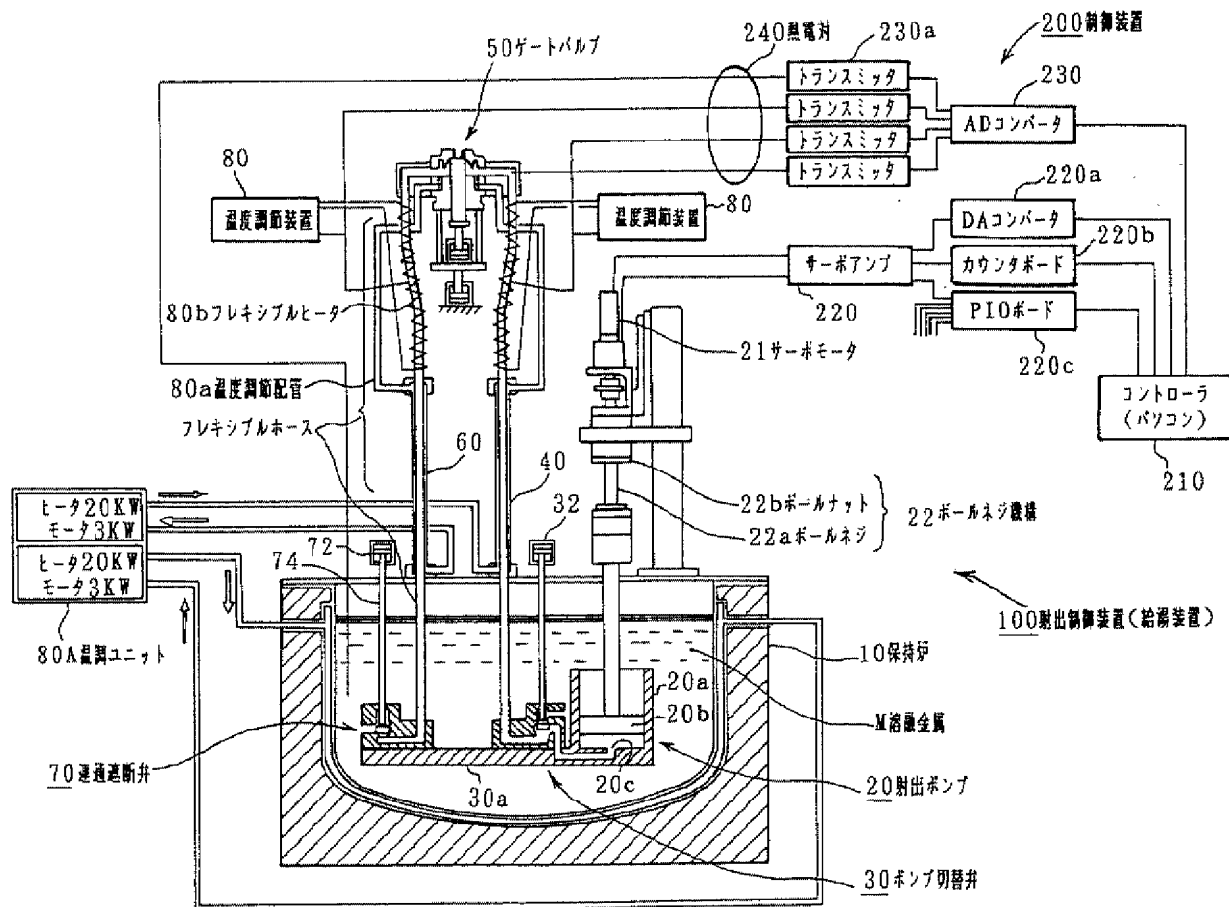 50ゲートバルブ
240熱電対
230a
200制御装置
トランスミッタ
トランスミッタ
トランスミッタ
トランスミッタ
230
ADコンバータ
80
温度調節装置
80
温度調節装置
220a
DAコンバータ
220b
カウンタボード
サーボアンプ
220
PIOボード
220c
80bフレキシブルヒータ
21サーボモータ
80a温度調節配管
フレキシブルホース
コントローラ
(パソコン)
210
60
40
22bボールナット
22aボールネジ
22ボールネジ機構
ヒータ20KW
モータ3KW
ヒータ20KW
モータ3KW
80A温調ユニット
72
74
32
100射出制御装置(給湯装置)
10保持炉
20a
20b
M溶融金属
70連通遮断弁
30a
20c
20射出ポンプ
30ポンプ切替弁